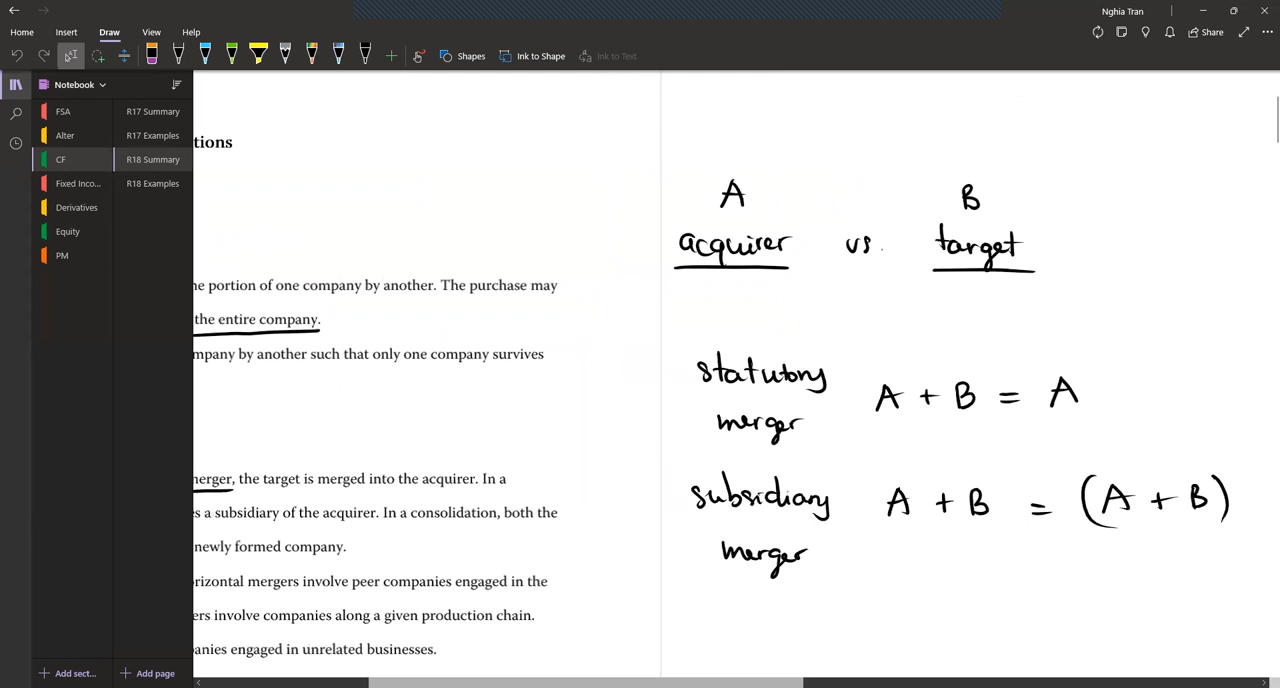 Nghia Tran
Home Insert Draw View Help
Share
Shapes Ink to Shape Ink to Text
Notebook
FSA
Alter
CF
Fixed Inco...
Derivatives
Equity
PM
R17 Summary
R17 Examples
R18 Summary
R18 Examples
Add sect... Add page
tions
ne portion of one company by another. The purchase may
the entire company.
mpany by another such that only one company survives
nerger, the target is merged into the acquirer. In a
s a subsidiary of the acquirer. In a consolidation, both the
newly formed company.
rizontal mergers involve peer companies engaged in the
ers involve companies along a given production chain.
panies engaged in unrelated businesses.
A B
acquirer vs. target
statutory
merger
A + B = A
subsidiary
merger
A + B = (A + B)